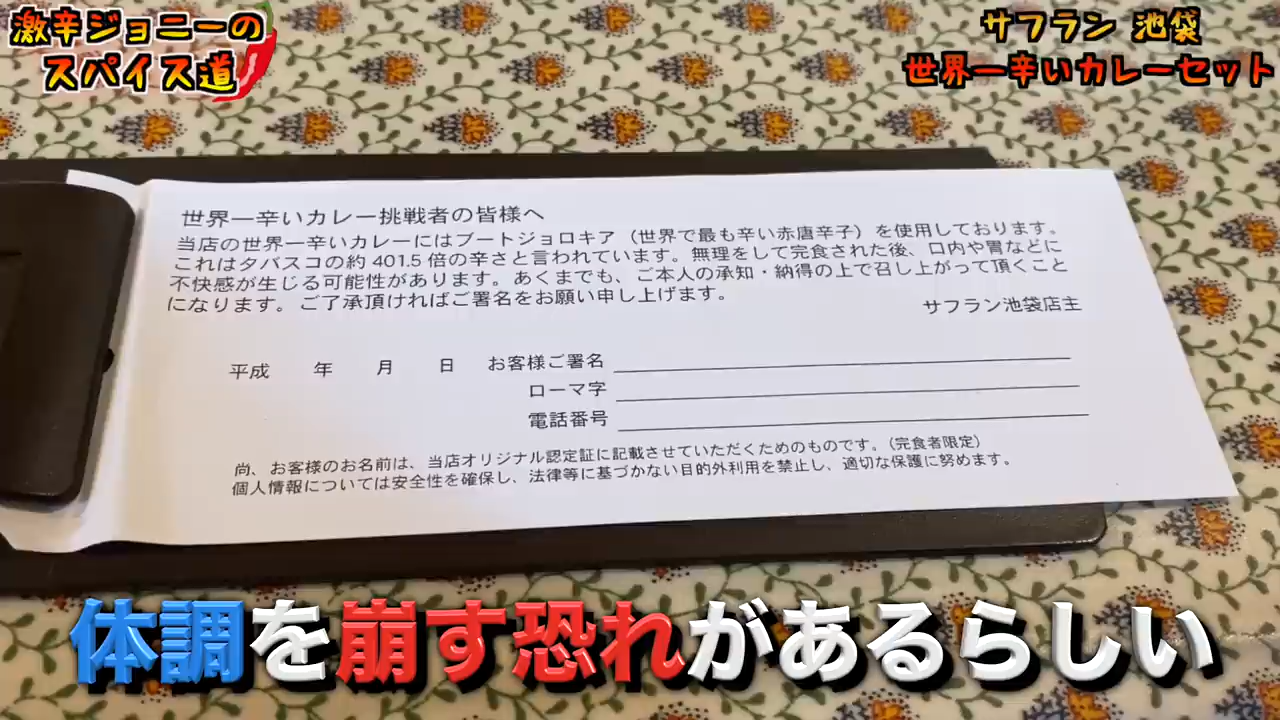 激辛ジョニーの
スパイス道
サフラン 池袋
世界一辛いカレーセット
世界一辛いカレー挑戦者の皆様へ
当店の世界一辛いカレーにはブートジョロキア（世界で最も辛い赤唐辛子）を使用しております。
これはタバスコの約 401.5 倍の辛さと言われています。無理をして完食された後、口内や胃などに
不快感が生じる可能性があります。あくまでも、ご本人の承知・納得の上で召し上がって頂くこと
になります。ご了承頂ければご署名をお願い申し上げます。
サフラン池袋店主
平成 年 月 日 お客様ご署名
ローマ字
電話番号
尚、お客様のお名前は、当店オリジナル認定証に記載させていただくためのものです。（完食者限定）
個人情報については安全性を確保し、法律等に基づかない目的外利用を禁止し、適切な保護に努めます。
体調を崩す恐れがあるらしい